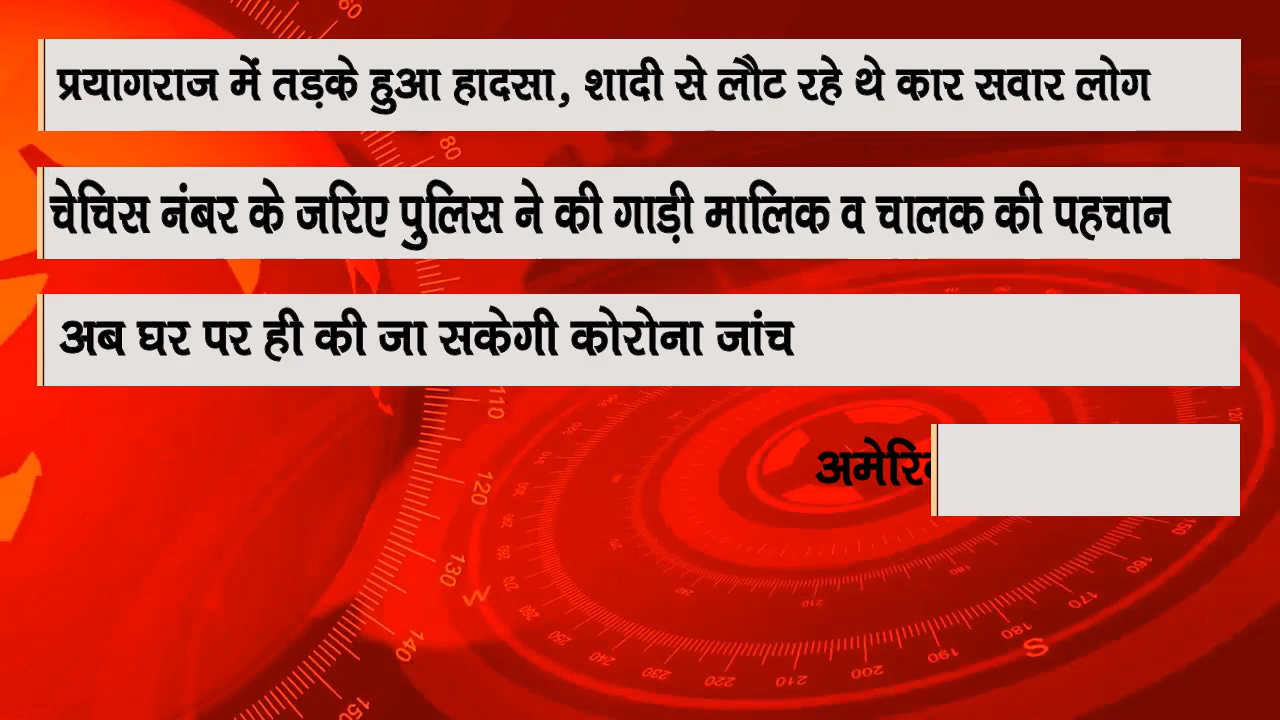 प्रयागराज में तड़के हुआ हादसा, शादी से लौट रहे थे कार सवार लोग
चेचिस नंबर के जरिए पुलिस ने की गाड़ी मालिक व चालक की पहचान
अब घर पर ही की जा सकेगी कोरोना जांच